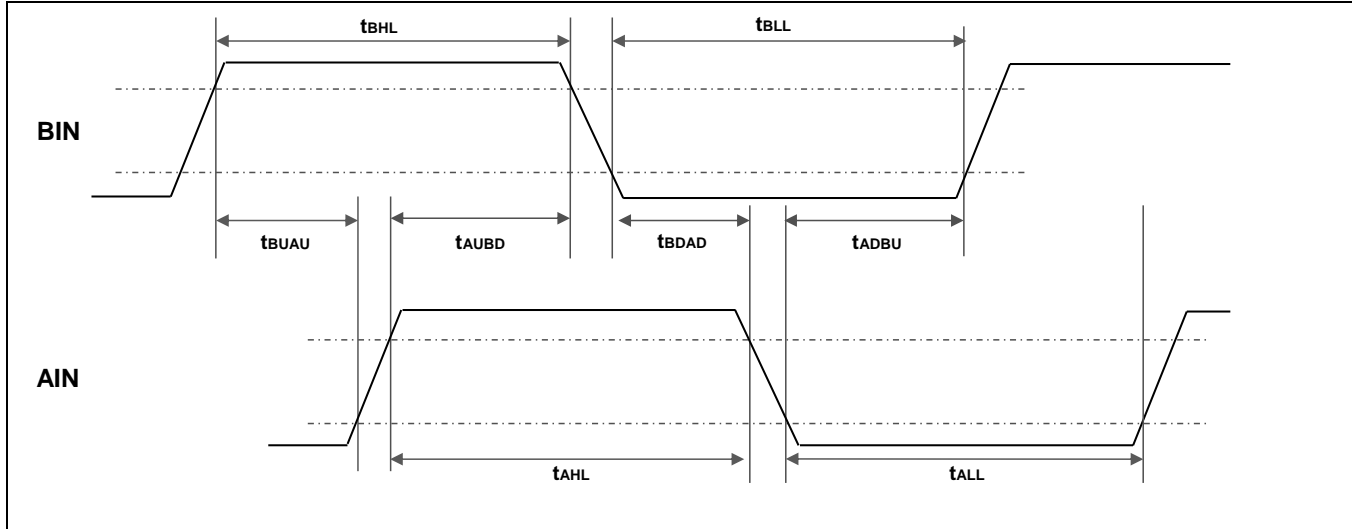 tBHL
tBLL
BIN
tBUAU
tAUBD
tBDAD
tADBU
AIN
tAHL
tALL